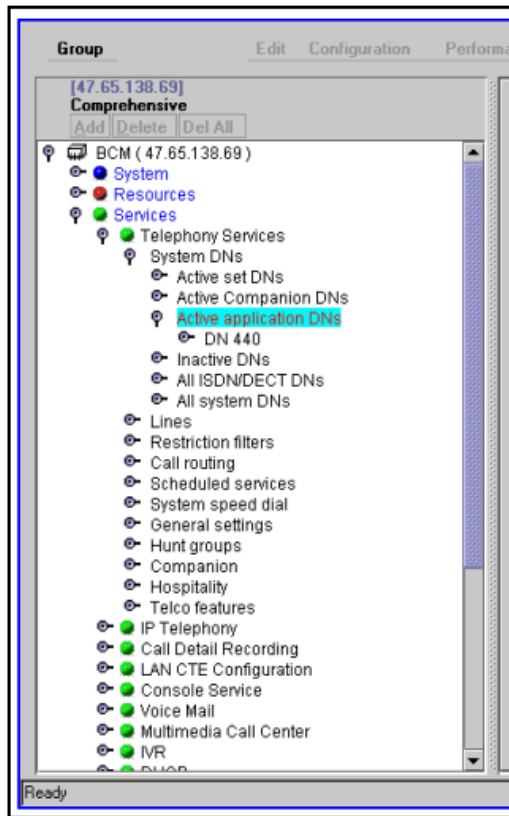 Group Edit Configuration
[47.65.138.69]
Comprehensive
Add Delete Del All
BCM ( 47.65.138.69 )
System
Resources
Services
Telephony Services
System DNs
Active set DNs
Active Companion DNs
Active application DNs
DN 440
Inactive DNs
All ISDN/DECT DNs
All system DNs
Lines
Restriction filters
Call routing
Scheduled services
System speed dial
General settings
Hunt groups
Companion
Hospitality
Telco features
IP Telephony
Call Detail Recording
LAN CTE Configuration
Console Service
Voice Mail
Multimedia Call Center
IVR
Ready